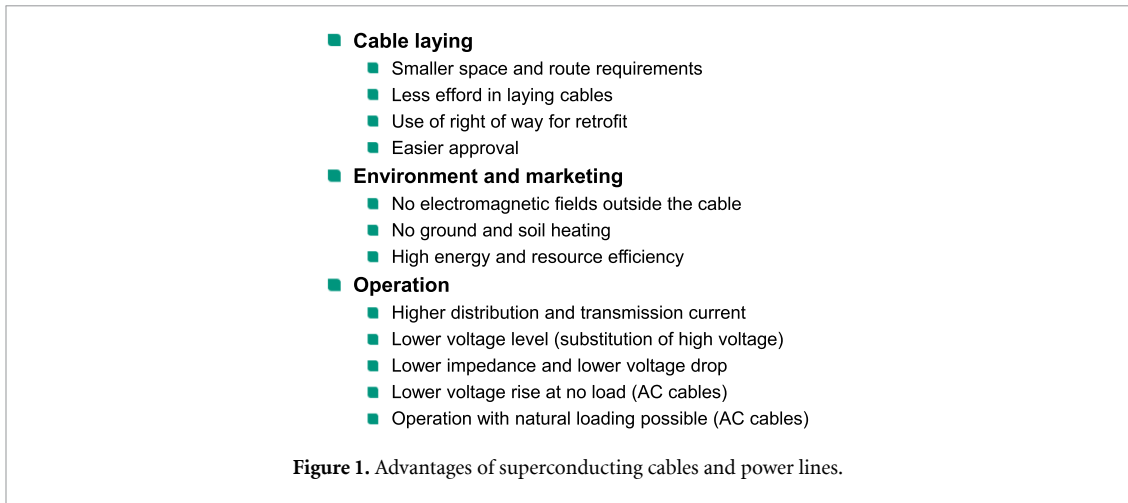 Cable laying
Smaller space and route requirements
Less efford in laying cables
Use of right of way for retrofit
Easier approval
Environment and marketing
No electromagnetic fields outside the cable
No ground and soil heating
High energy and resource efficiency
Operation
Higher distribution and transmission current
Lower voltage level (substitution of high voltage)
Lower impedance and lower voltage drop
Lower voltage rise at no load (AC cables)
Operation with natural loading possible (AC cables)
Figure 1. Advantages of superconducting cables and power lines.